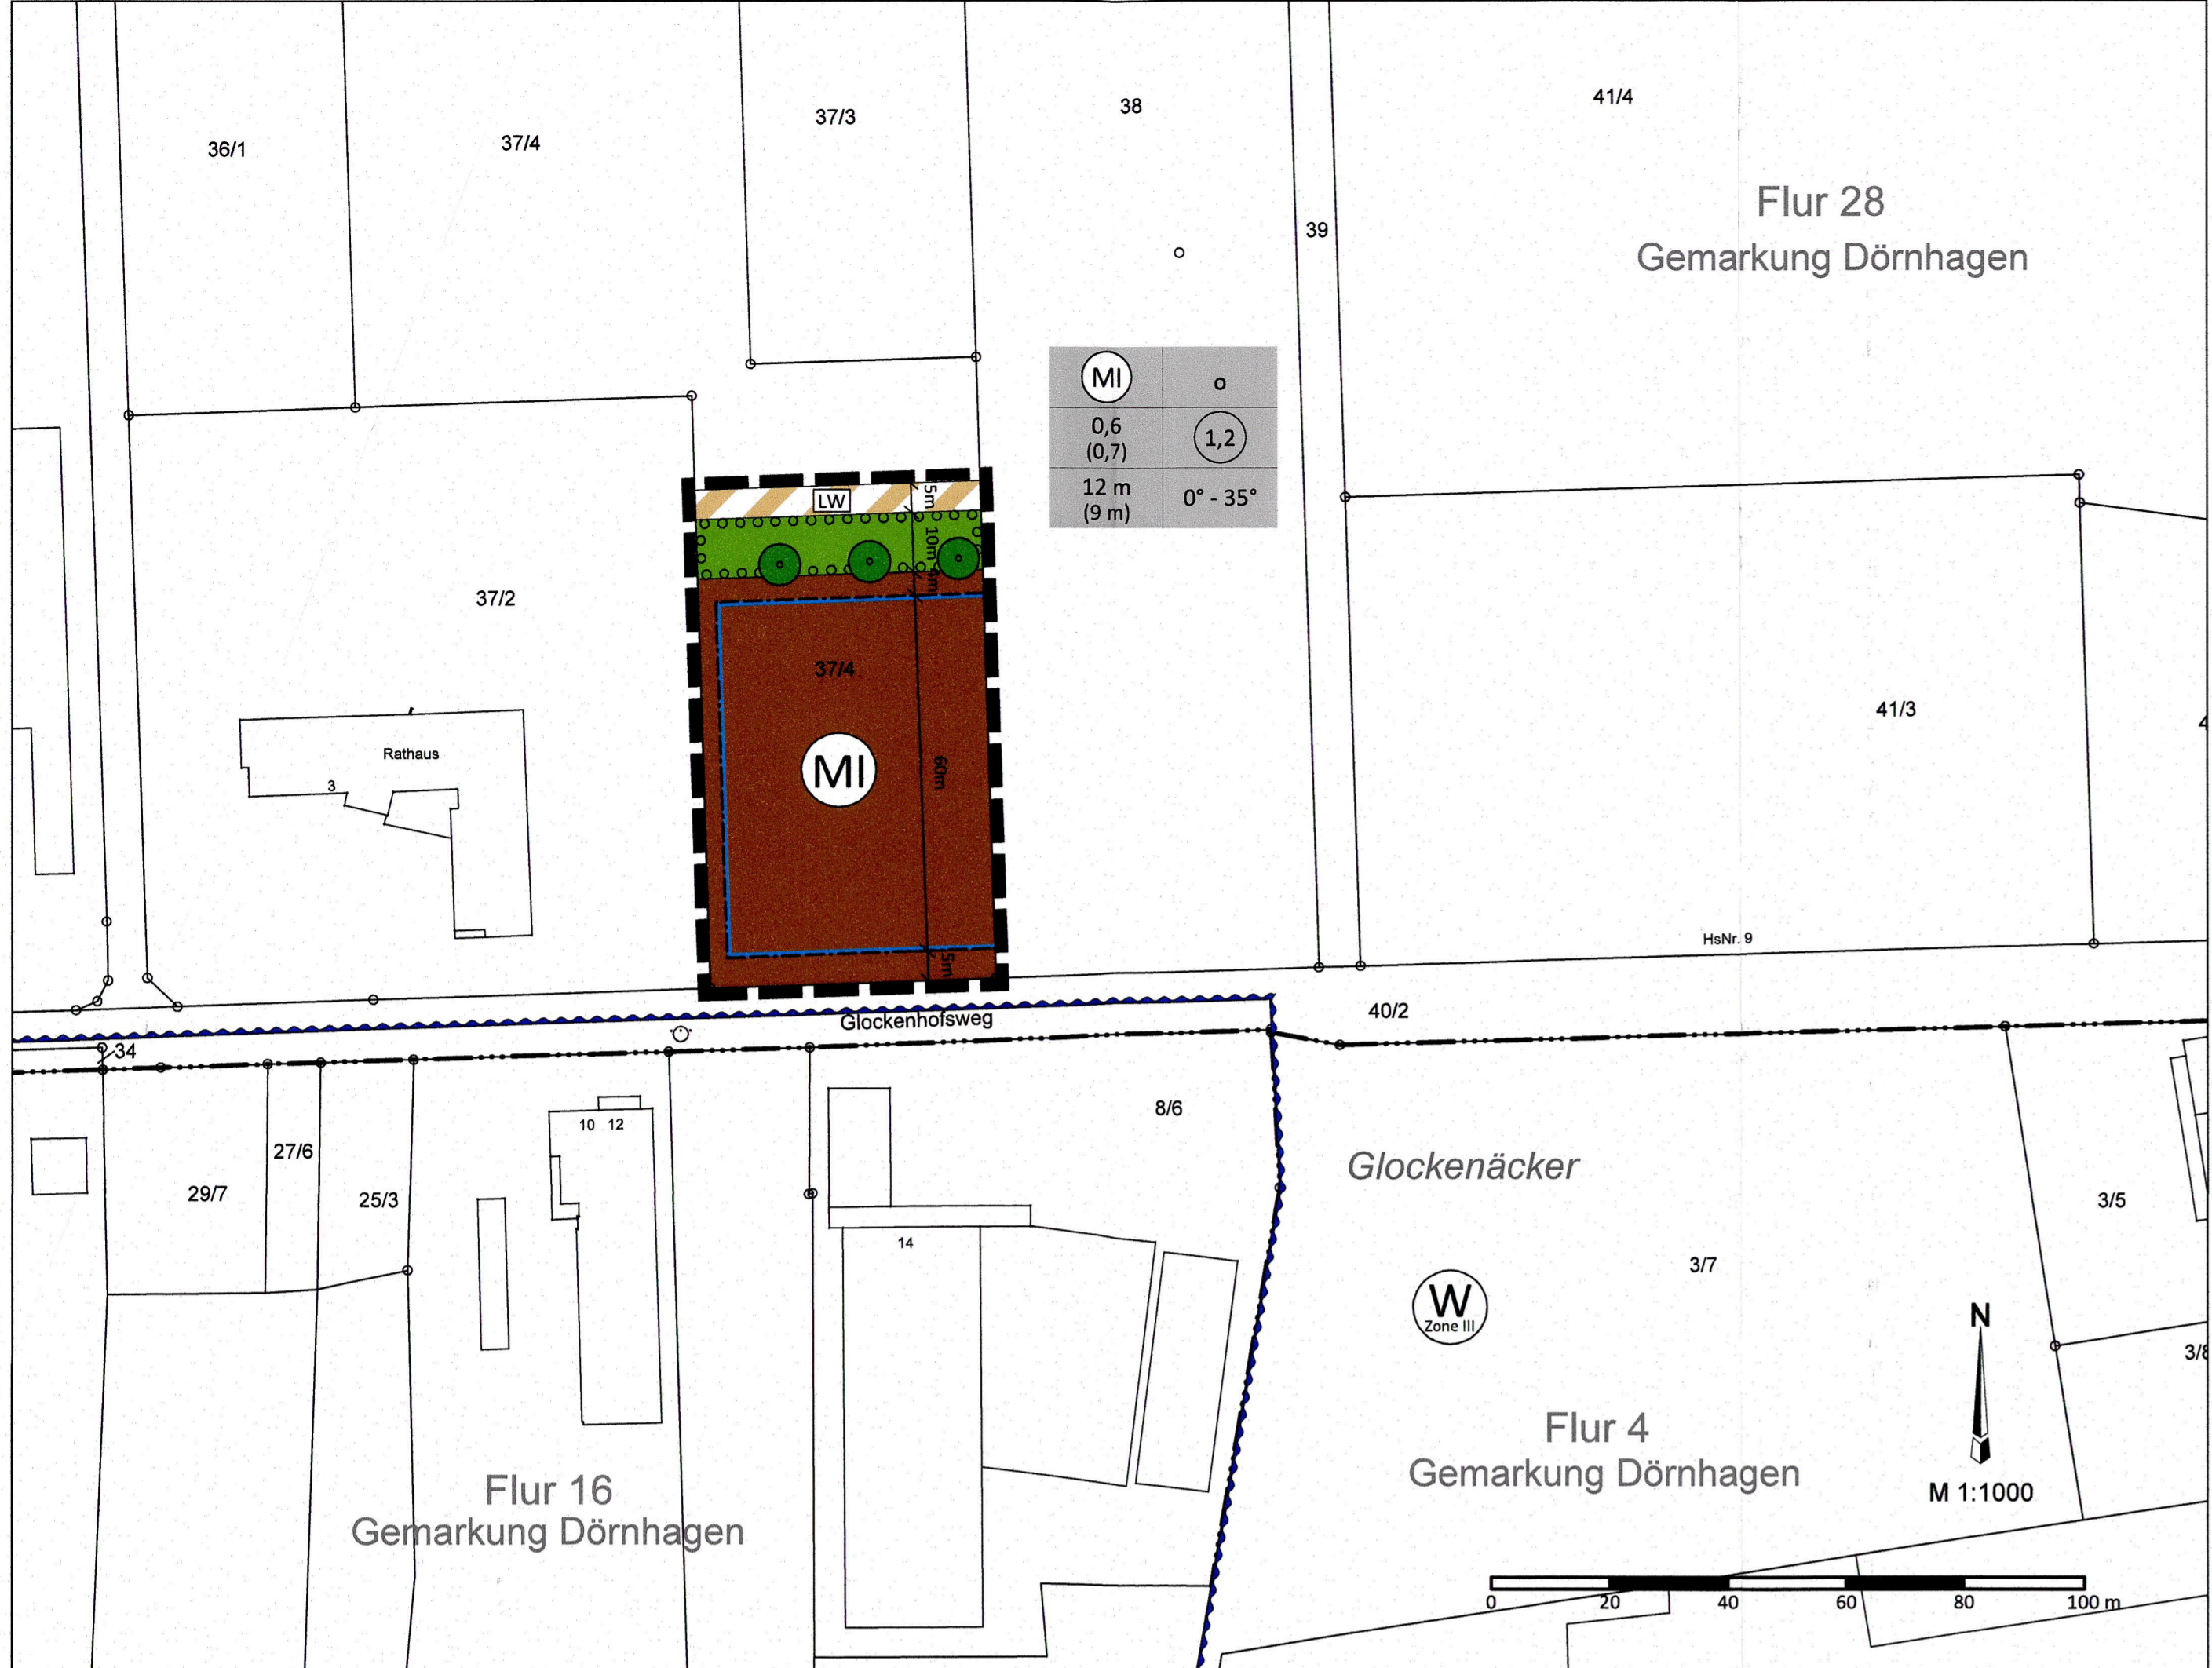 36/1
37/4
37/3
38
41/4
Flur 28
Gemarkung Dörnhagen
39
MI
o
0,6
(0,7)
1,2
12 m
(9 m)
0° - 35°
LW
5m
10m
4m
37/2
37/4
41/3
4
Rathaus
3
MI
60m
HsNr. 9
5m
Glockenhofsweg
40/2
34
8/6
10 12
27/6
29/7
25/3
Glockenäcker
3/5
14
3/7
W
Zone III
N
3/8
Flur 4
Gemarkung Dörnhagen
M 1:1000
Flur 16
Gemarkung Dörnhagen
0 20 40 60 80 100 m